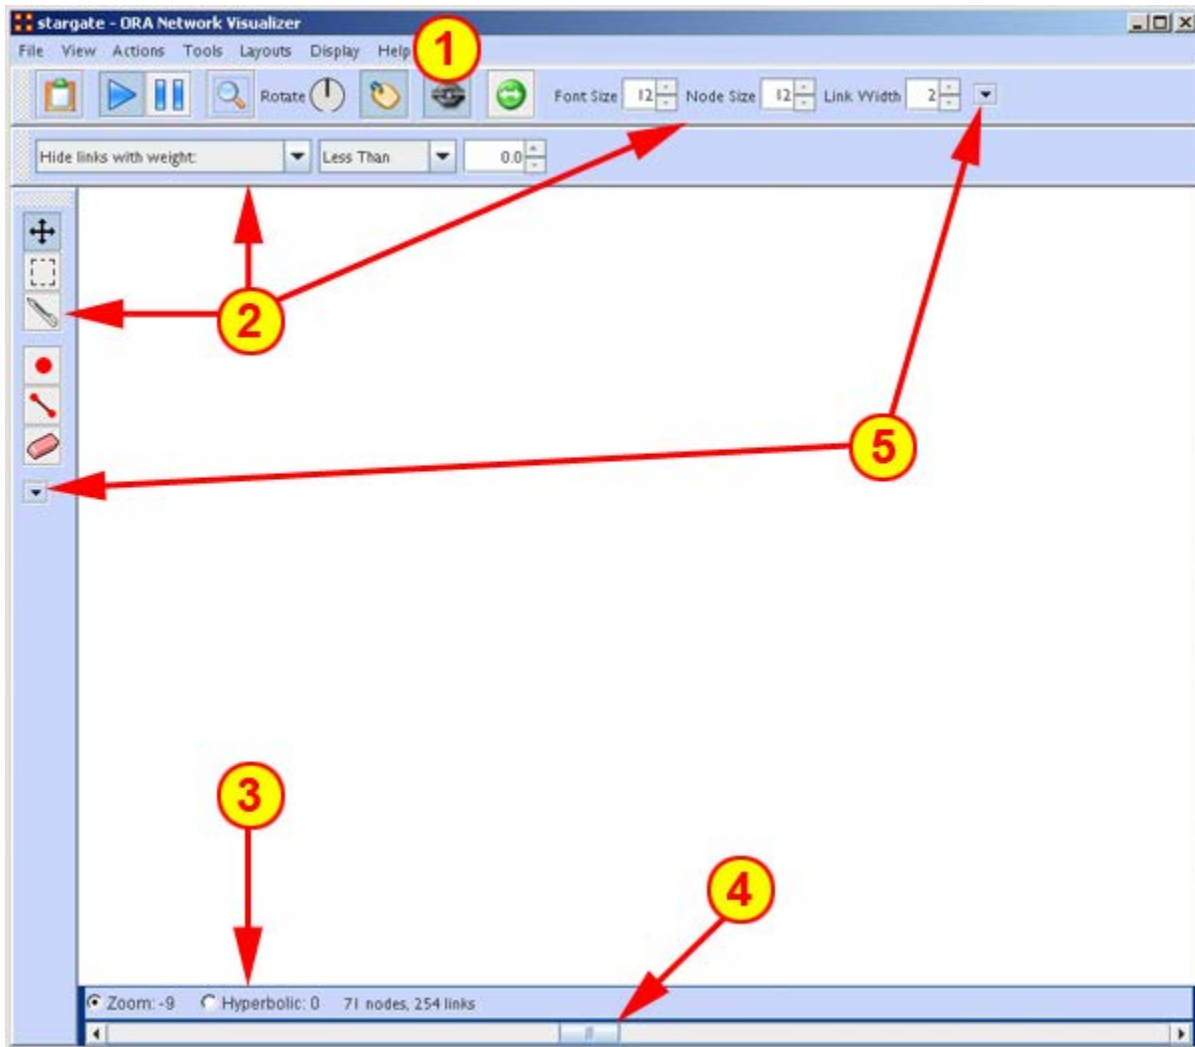 stargate - ORA Network Visualizer
File View Actions Tools Layouts Display Help
1
Rotate Font Size 12 Node Size 12 Link Width 2
Hide links with weight: Less Than 0.0
2
5
3
4
Zoom: -9 Hyperbolic: 0 71 nodes, 254 links